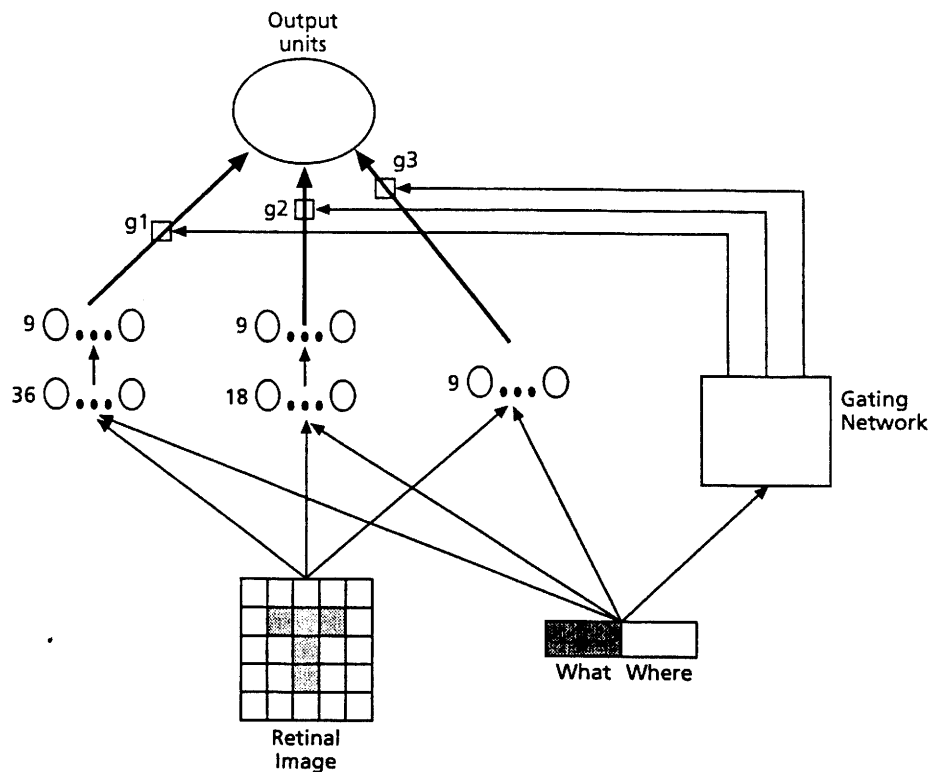 Output
units
g3
g2
g1
9
9
36
18
9
Gating
Network
What Where
Retinal
Image